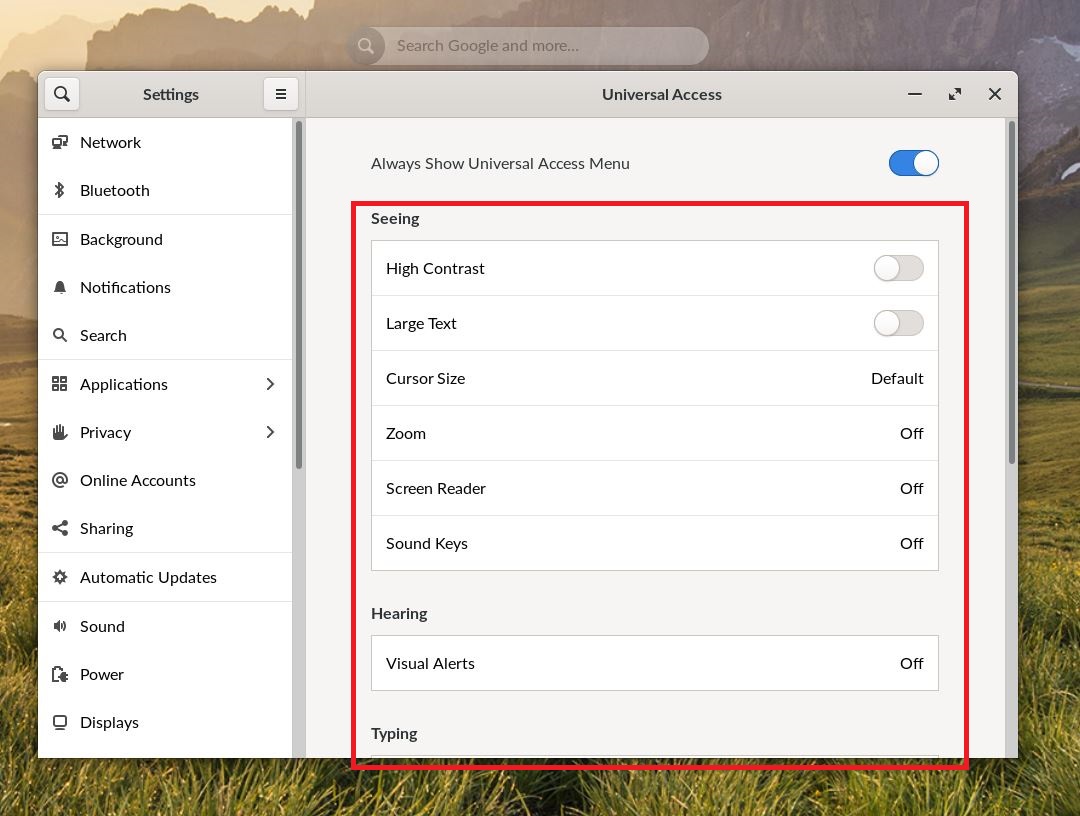 Search Google and more...
Settings
Universal Access
Network
Bluetooth
Background
Notifications
Search
Applications
Privacy
Online Accounts
Sharing
Automatic Updates
Sound
Power
Displays
Always Show Universal Access Menu
Seeing
High Contrast
Large Text
Cursor Size Default
Zoom Off
Screen Reader Off
Sound Keys Off
Hearing
Visual Alerts Off
Typing